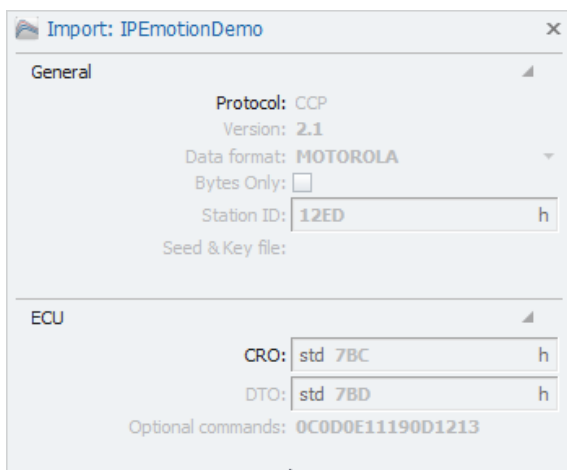 Import: IPEmotionDemo
General
Protocol: CCP
Version: 2.1
Data format: MOTOROLA
Bytes Only:
Station ID: 12ED h
Seed & Key file:
ECU
CRO: std 7BC h
DTO: std 7BD h
Optional commands: 0C0D0E11190D1213